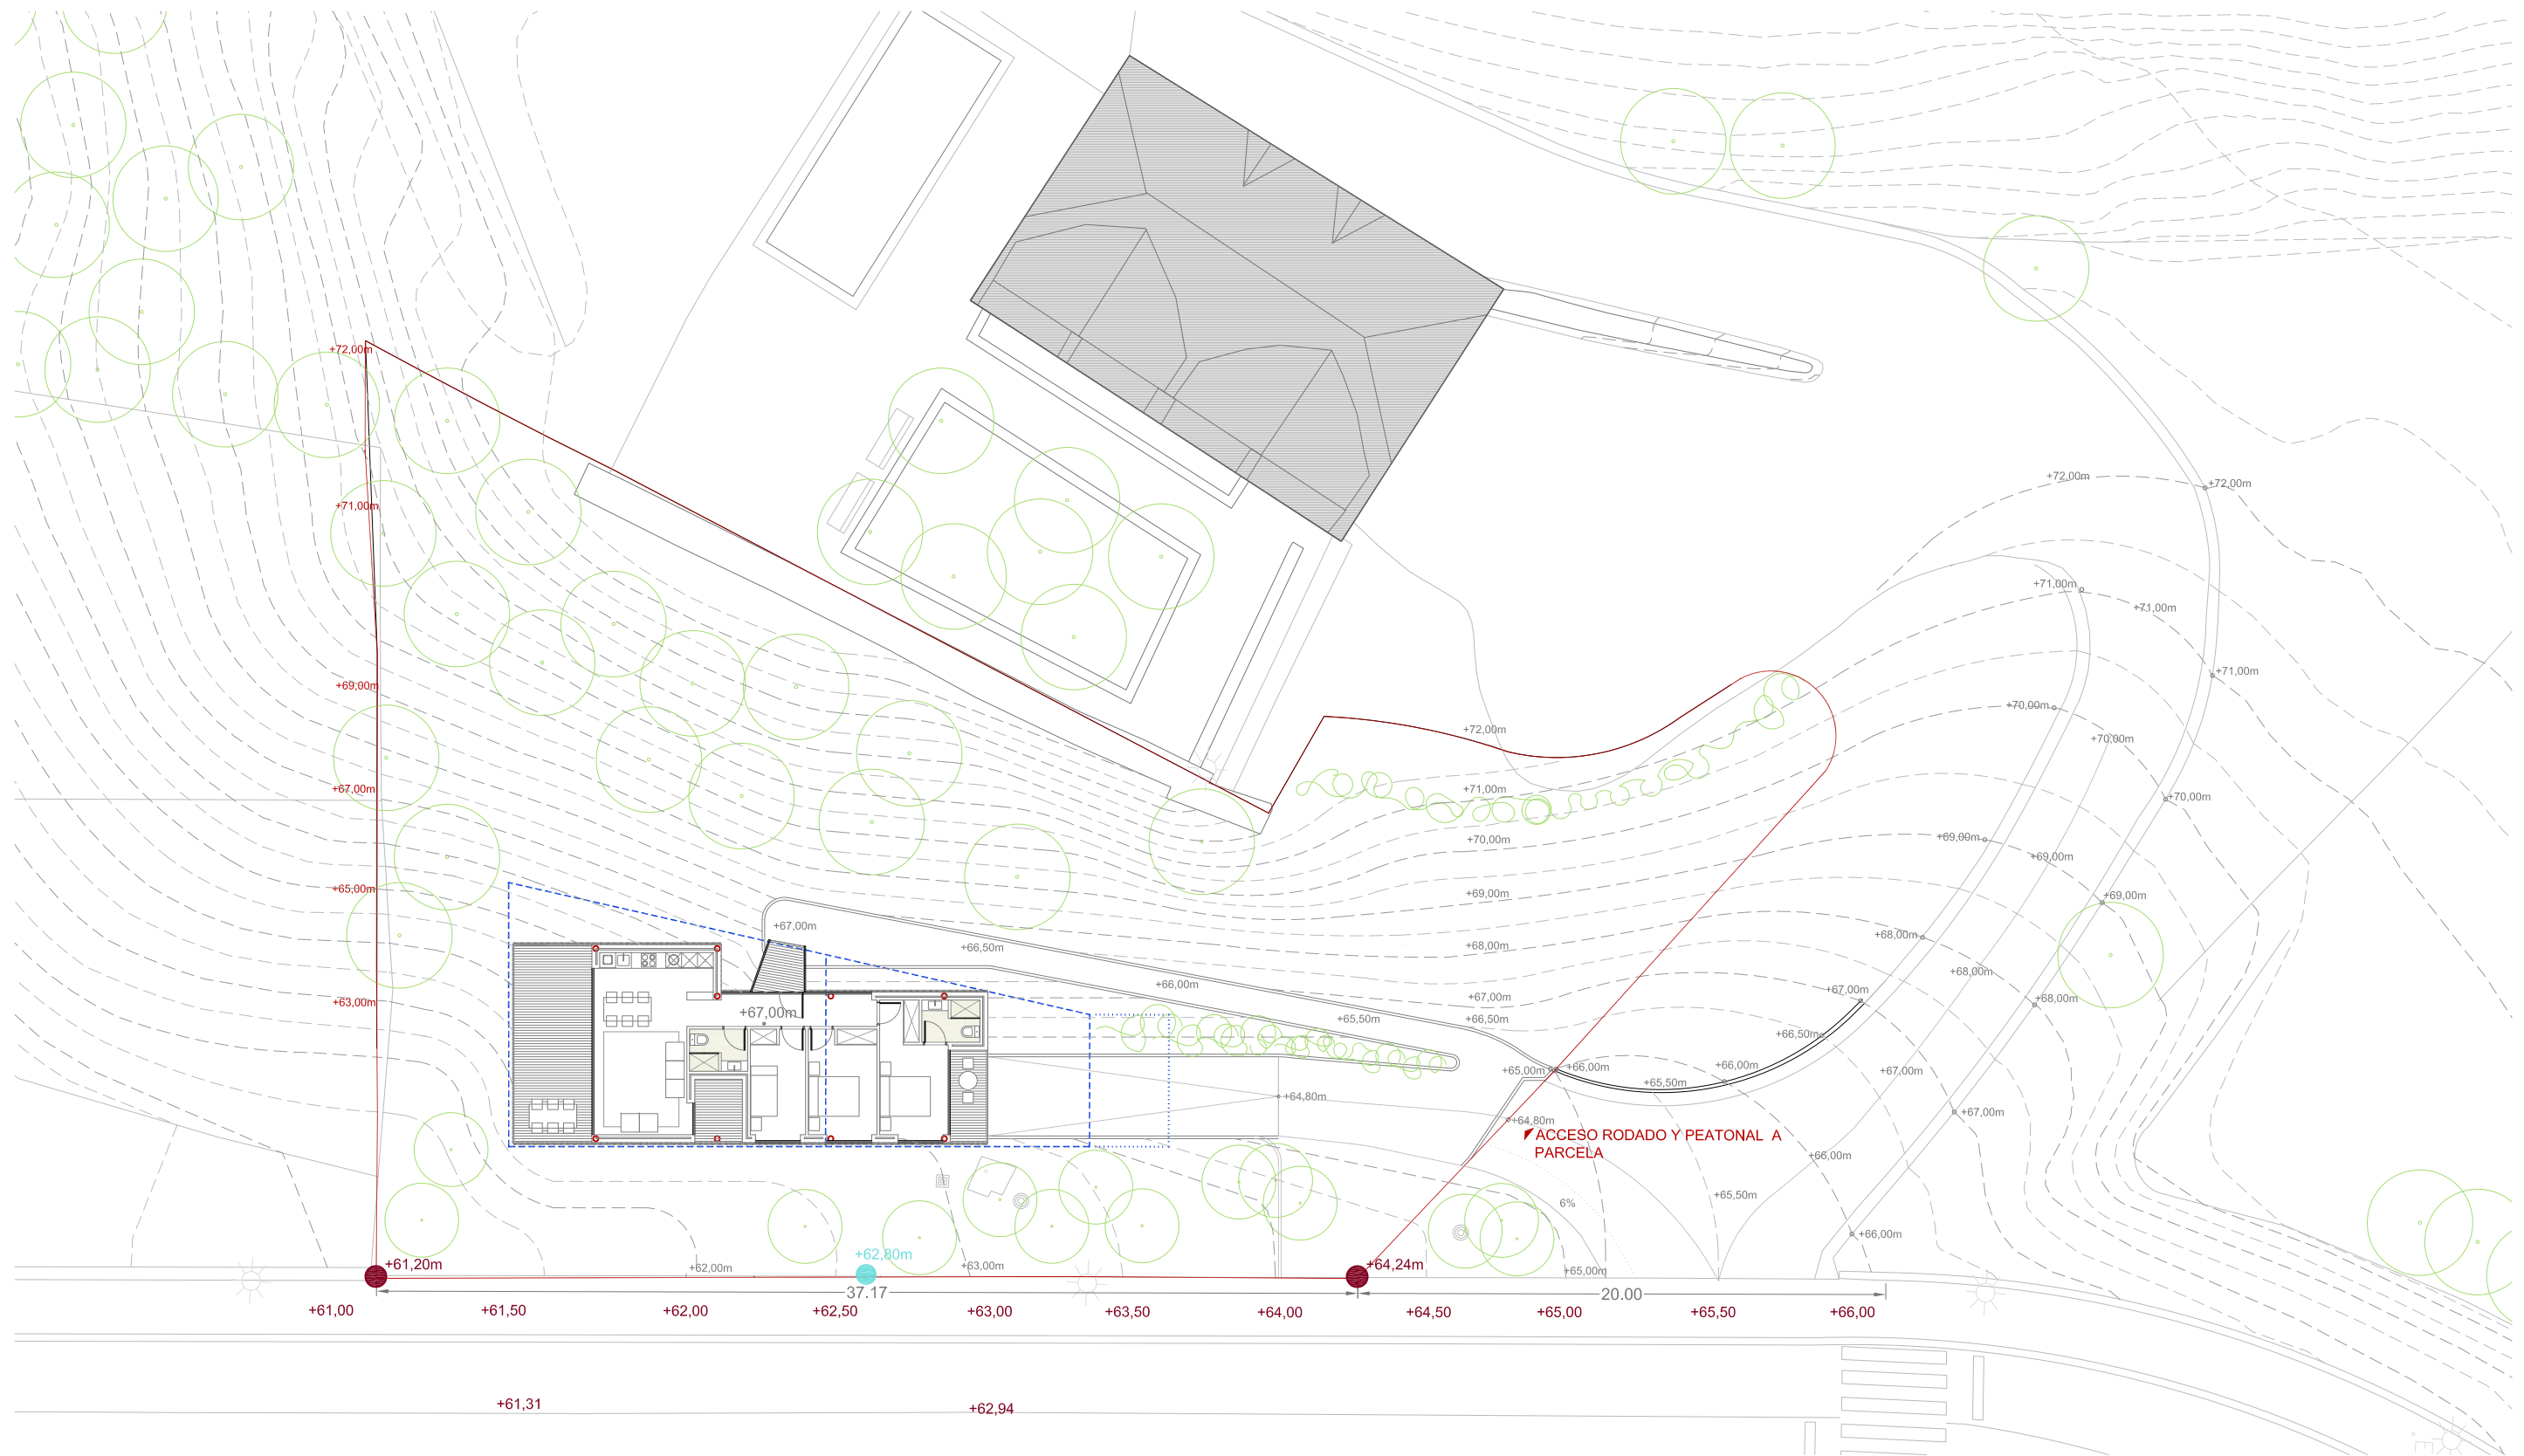 +72,00m
+71,00m
+69,00m
+67,00m
+65,00m
+63,00m
+72,00m
+72,00m
+71,00m
+71,00m
+71,00m
+70,00m
+70,00m
+70,00m
+72,00m
+71,00m
+70,00m
+69,00m
+69,00m
+69,00m
+69,00m
+68,00m
+68,00m
+68,00m
+68,00m
+67,00m
+66,50m
+66,00m
+65,50m
+67,00m
+67,00m
+66,50m
+67,00m
+66,50m
+65,00m
+66,00m
+65,50m
+66,00m
+67,00m
+67,00m
+64,80m
+64,80m
ACCESO RODADO Y PEATONAL A
PARCELA
+66,00m
+65,50m
6%
+66,00m
+61,20m
+62,00m
+62,80m
+63,00m
+64,24m
+65,00m
37.17
20.00
+61,00
+61,50
+62,00
+62,50
+63,00
+63,50
+64,00
+64,50
+65,00
+65,50
+66,00
+61,31
+62,94